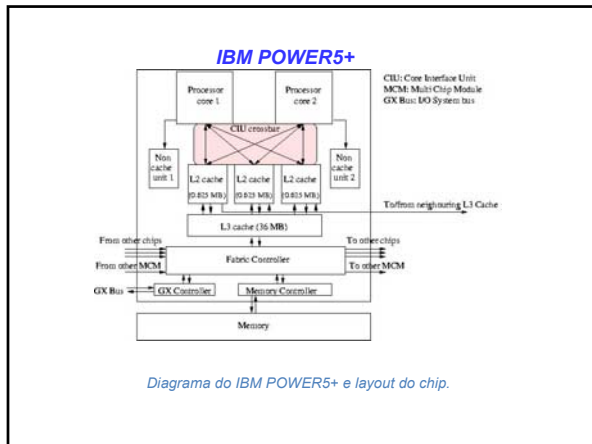 IBM POWER5+
CIU: Core Interface Unit
MCM: Multi Chip Module
GX Bus: I/O System bus
Processor
core 1
Processor
core 2
CIU crossbar
Non
cache
unit 1
L2 cache
(0.625 MB)
L2 cache
(0.625 MB)
L2 cache
(0.625 MB)
Non
cache
unit 2
To/from neighbouring L3 Cache
L3 cache (36 MB)
From other chips
To other chips
Fabric Controller
From other MCM
To other MCM
GX Bus
GX Controller
Memory Controller
Memory
Diagrama do IBM POWER5+ e layout do chip.